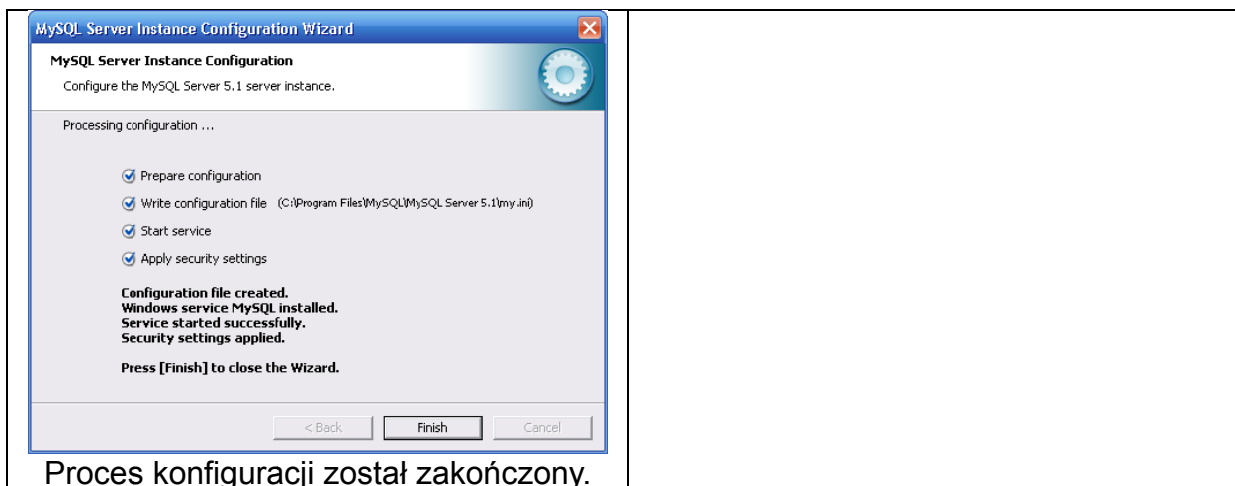 MySQL Server Instance Configuration Wizard
MySQL Server Instance Configuration
Configure the MySQL Server 5.1 server instance.
Processing configuration ...
Prepare configuration
Write configuration file (C:\Program Files\MySQL\MySQL Server 5.1\my.ini)
Start service
Apply security settings
Configuration file created.
Windows service MySQL installed.
Service started successfully.
Security settings applied.
Press [Finish] to close the Wizard.
< Back Finish Cancel
Proces konfiguracji został zakończony.